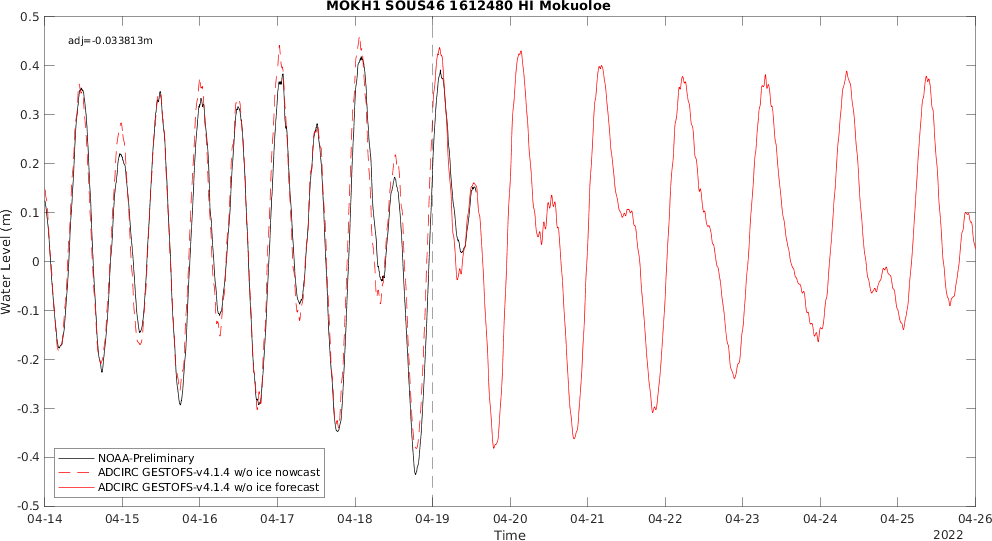 MOKH1 SOUS46 1612480 HI Mokuoloe
adj=-0.033813m
0.5
0.4
0.3
0.2
0.1
0
-0.1
-0.2
-0.3
-0.4
-0.5
Water Level (m)
NOAA-Preliminary
ADCIRC GESTOFS-v4.1.4 w/o ice nowcast
ADCIRC GESTOFS-v4.1.4 w/o ice forecast
04-14 04-15 04-16 04-17 04-18 04-19 04-20 04-21 04-22 04-23 04-24 04-25 04-26
Time
2022